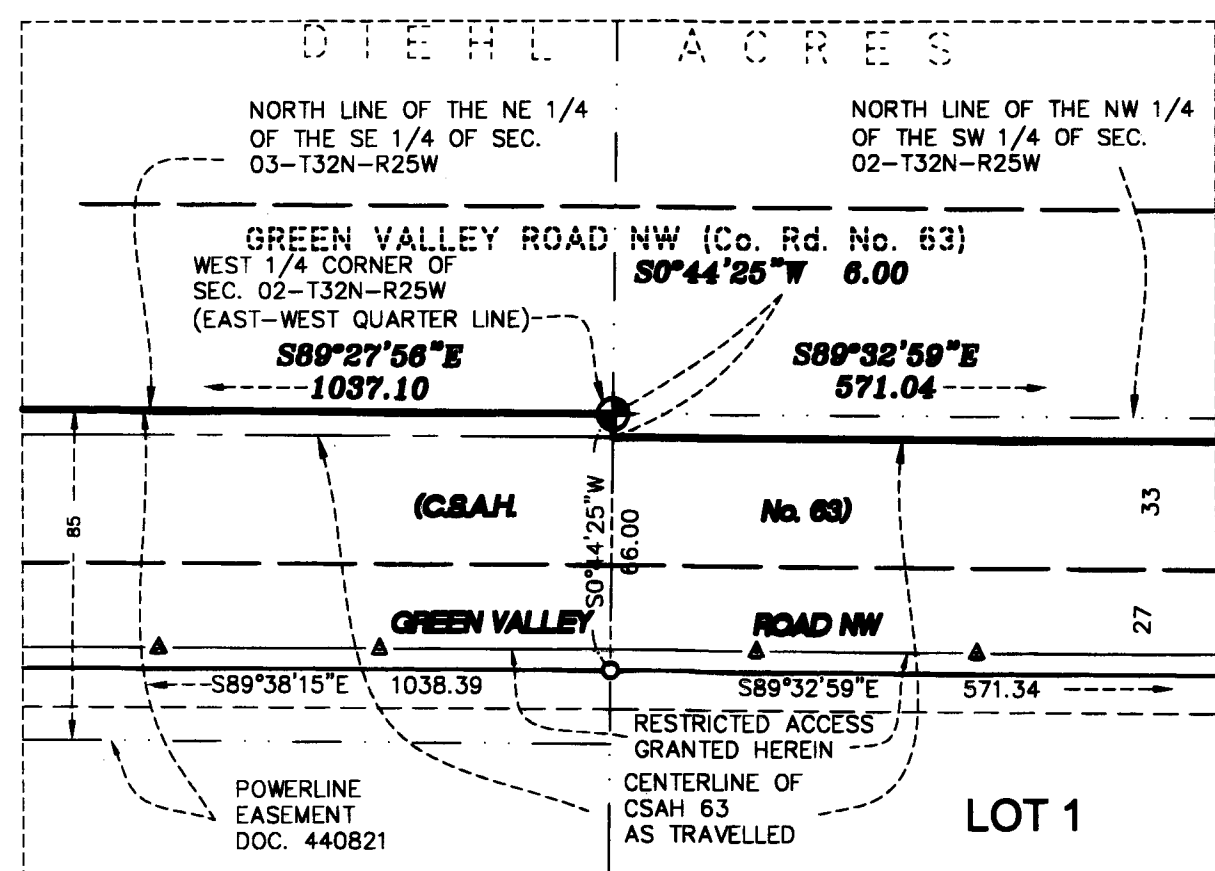 DIEHL ACRES
NORTH LINE OF THE NE 1/4
OF THE SE 1/4 OF SEC.
03-T32N-R25W
NORTH LINE OF THE NW 1/4
OF THE SW 1/4 OF SEC.
02-T32N-R25W
GREEN VALLEY ROAD NW (Co. Rd. No. 63)
WEST 1/4 CORNER OF
SEC. 02-T32N-R25W
(EAST-WEST QUARTER LINE)
S0°44'25"W 6.00
S89°27'56"E
1037.10
S89°32'59"E
571.04
85
(C.S.A.H. No. 63)
S0°44'25"W
66.00
33
GREEN VALLEY ROAD NW
27
S89°38'15"E 1038.39
S89°32'59"E 571.34
RESTRICTED ACCESS
GRANTED HEREIN
POWERLINE
EASEMENT
DOC. 440821
CENTERLINE OF
CSAH 63
AS TRAVELLED
LOT 1